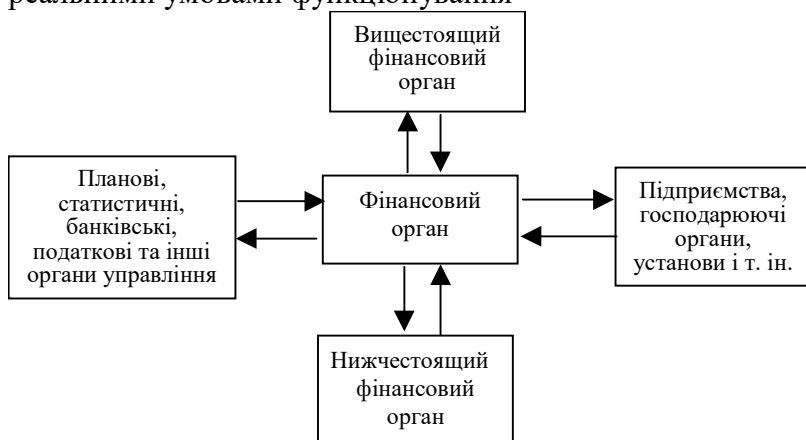 реальними умовами функціонування
Вищестоящий
фінансовий
орган
Планові,
статистичні,
банківські,
податкові та інші
органи управління
Фінансовий
орган
Підприємства,
господарюючі
органи,
установи і т. ін.
Нижчестоящий
фінансовий
орган